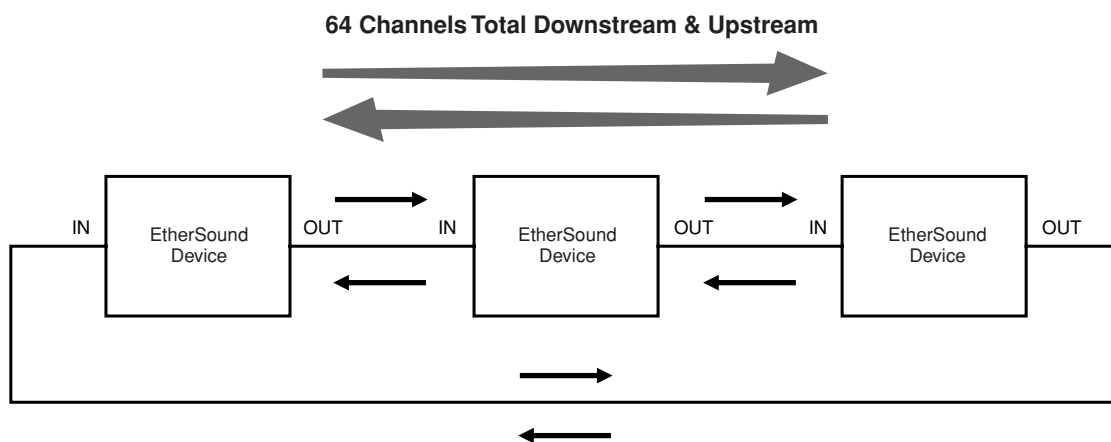 64 Channels Total Downstream & Upstream
IN
EtherSound
Device
OUT
IN
EtherSound
Device
OUT
IN
EtherSound
Device
OUT